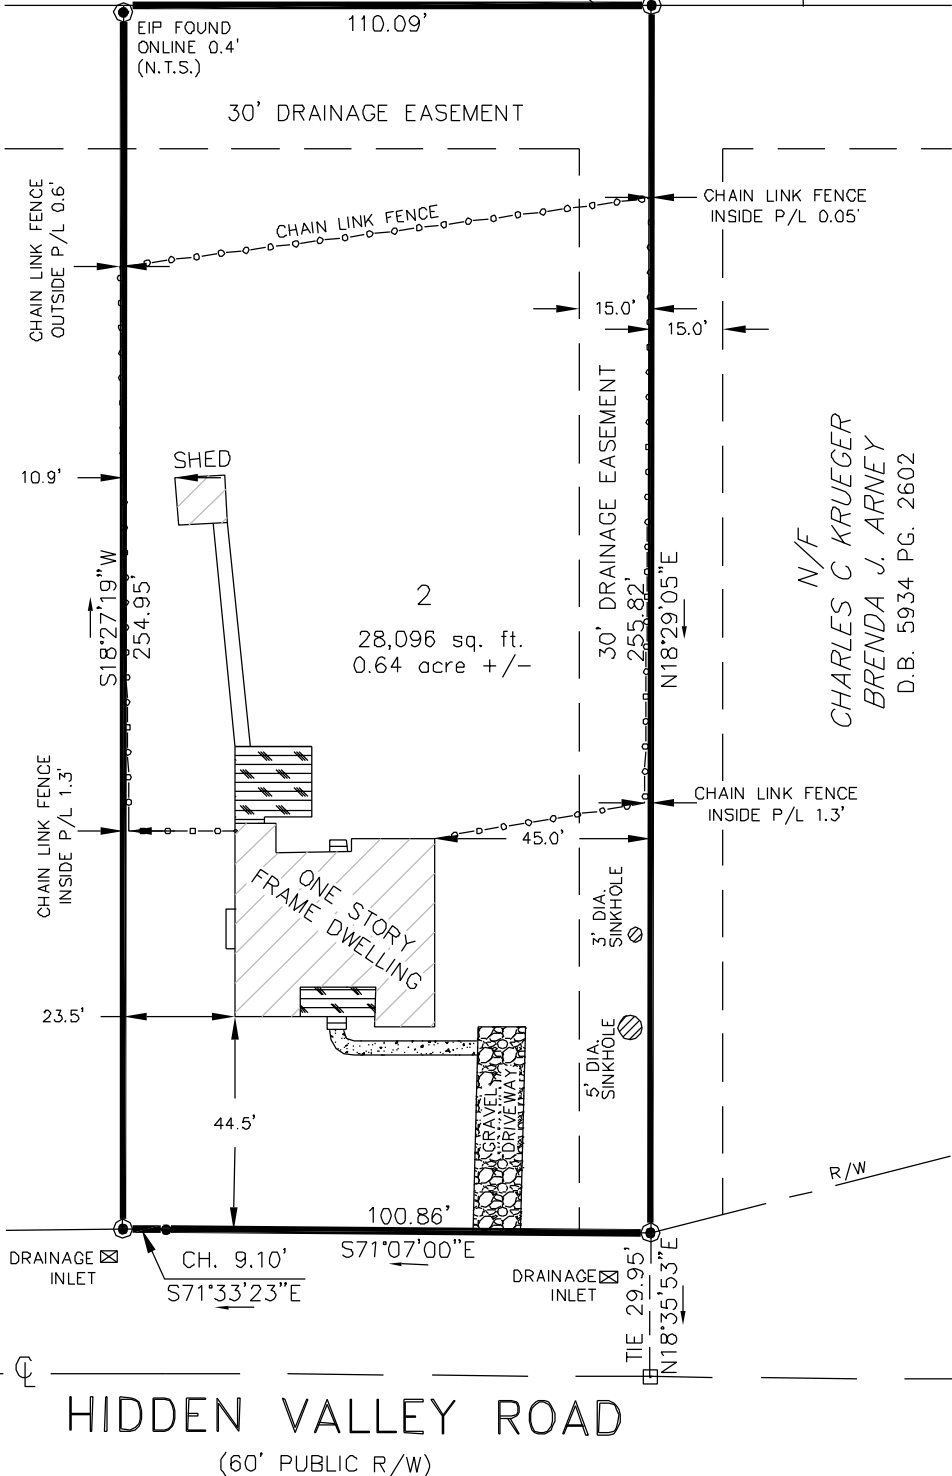 110.09'
EIP FOUND
ONLINE 0.4'
(N.T.S.)
30' DRAINAGE EASEMENT
CHAIN LINK FENCE
OUTSIDE P/L 0.6'
CHAIN LINK FENCE
CHAIN LINK FENCE
INSIDE P/L 0.05'
15.0'
15.0'
30' DRAINAGE EASEMENT
10.9'
SHED
S18°27'19"W
254.95'
2
28,096 sq. ft.
0.64 acre +/-
255.82'
N18°29'05"E
N/F
CHARLES C KRUEGER
BRENDA J. ARNEY
D.B. 5934 PG. 2602
CHAIN LINK FENCE
INSIDE P/L 1.3'
CHAIN LINK FENCE
INSIDE P/L 1.3'
45.0'
ONE STORY
FRAME DWELLING
3' DIA.
SINKHOLE
23.5'
5' DIA.
SINKHOLE
44.5'
GRAVEL
DRIVEWAY
R/W
100.86'
S71°07'00"E
DRAINAGE
INLET
CH. 9.10'
S71°33'23"E
DRAINAGE
INLET
TIE 29.95'
N18°35'53"E
CL
HIDDEN VALLEY ROAD
(60' PUBLIC R/W)